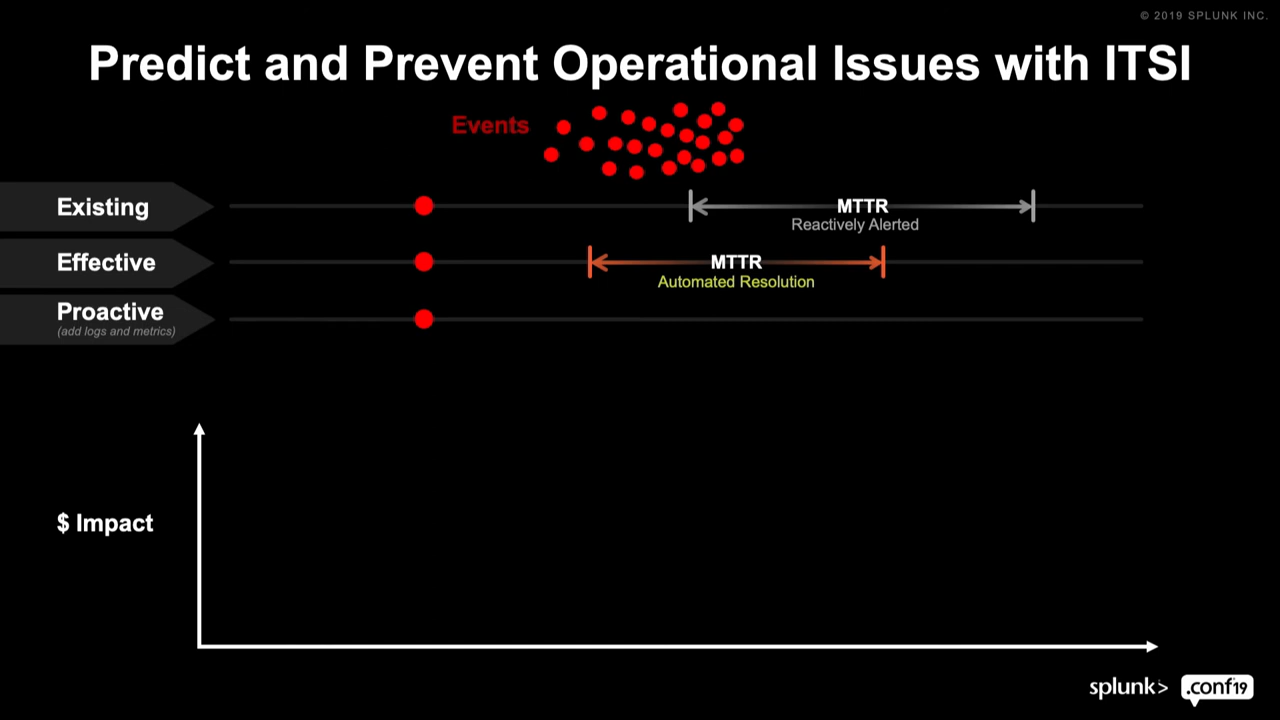 © 2019 SPLUNK INC.
Predict and Prevent Operational Issues with ITSI
Events
Existing
MTTR
Reactively Alerted
Effective
MTTR
Automated Resolution
Proactive
(add logs and metrics)
$ Impact
splunk> .conf19